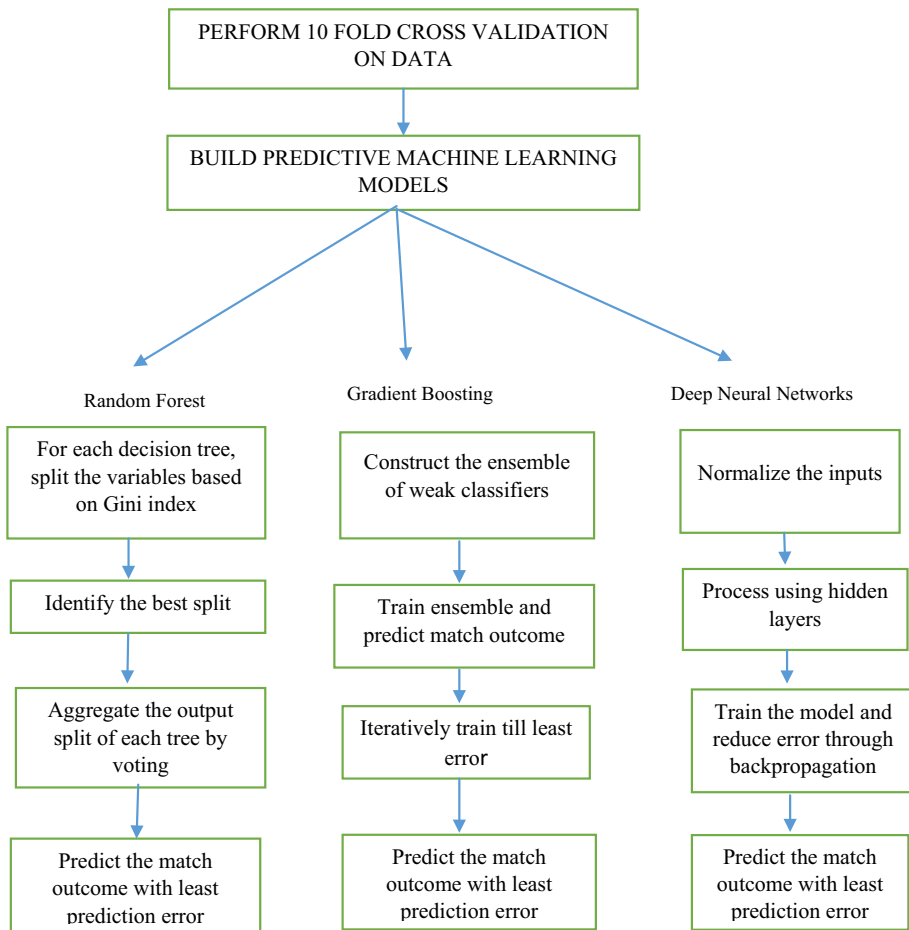 PERFORM 10 FOLD CROSS VALIDATION
ON DATA
BUILD PREDICTIVE MACHINE LEARNING
MODELS
Random Forest
For each decision tree,
split the variables based
on Gini index
Identify the best split
Aggregate the output
split of each tree by
voting
Predict the match
outcome with least
prediction error
Gradient Boosting
Construct the ensemble
of weak classifiers
Train ensemble and
predict match outcome
Iteratively train till least
error
Predict the match
outcome with least
prediction error
Deep Neural Networks
Normalize the inputs
Process using hidden
layers
Train the model and
reduce error through
backpropagation
Predict the match
outcome with least
prediction error